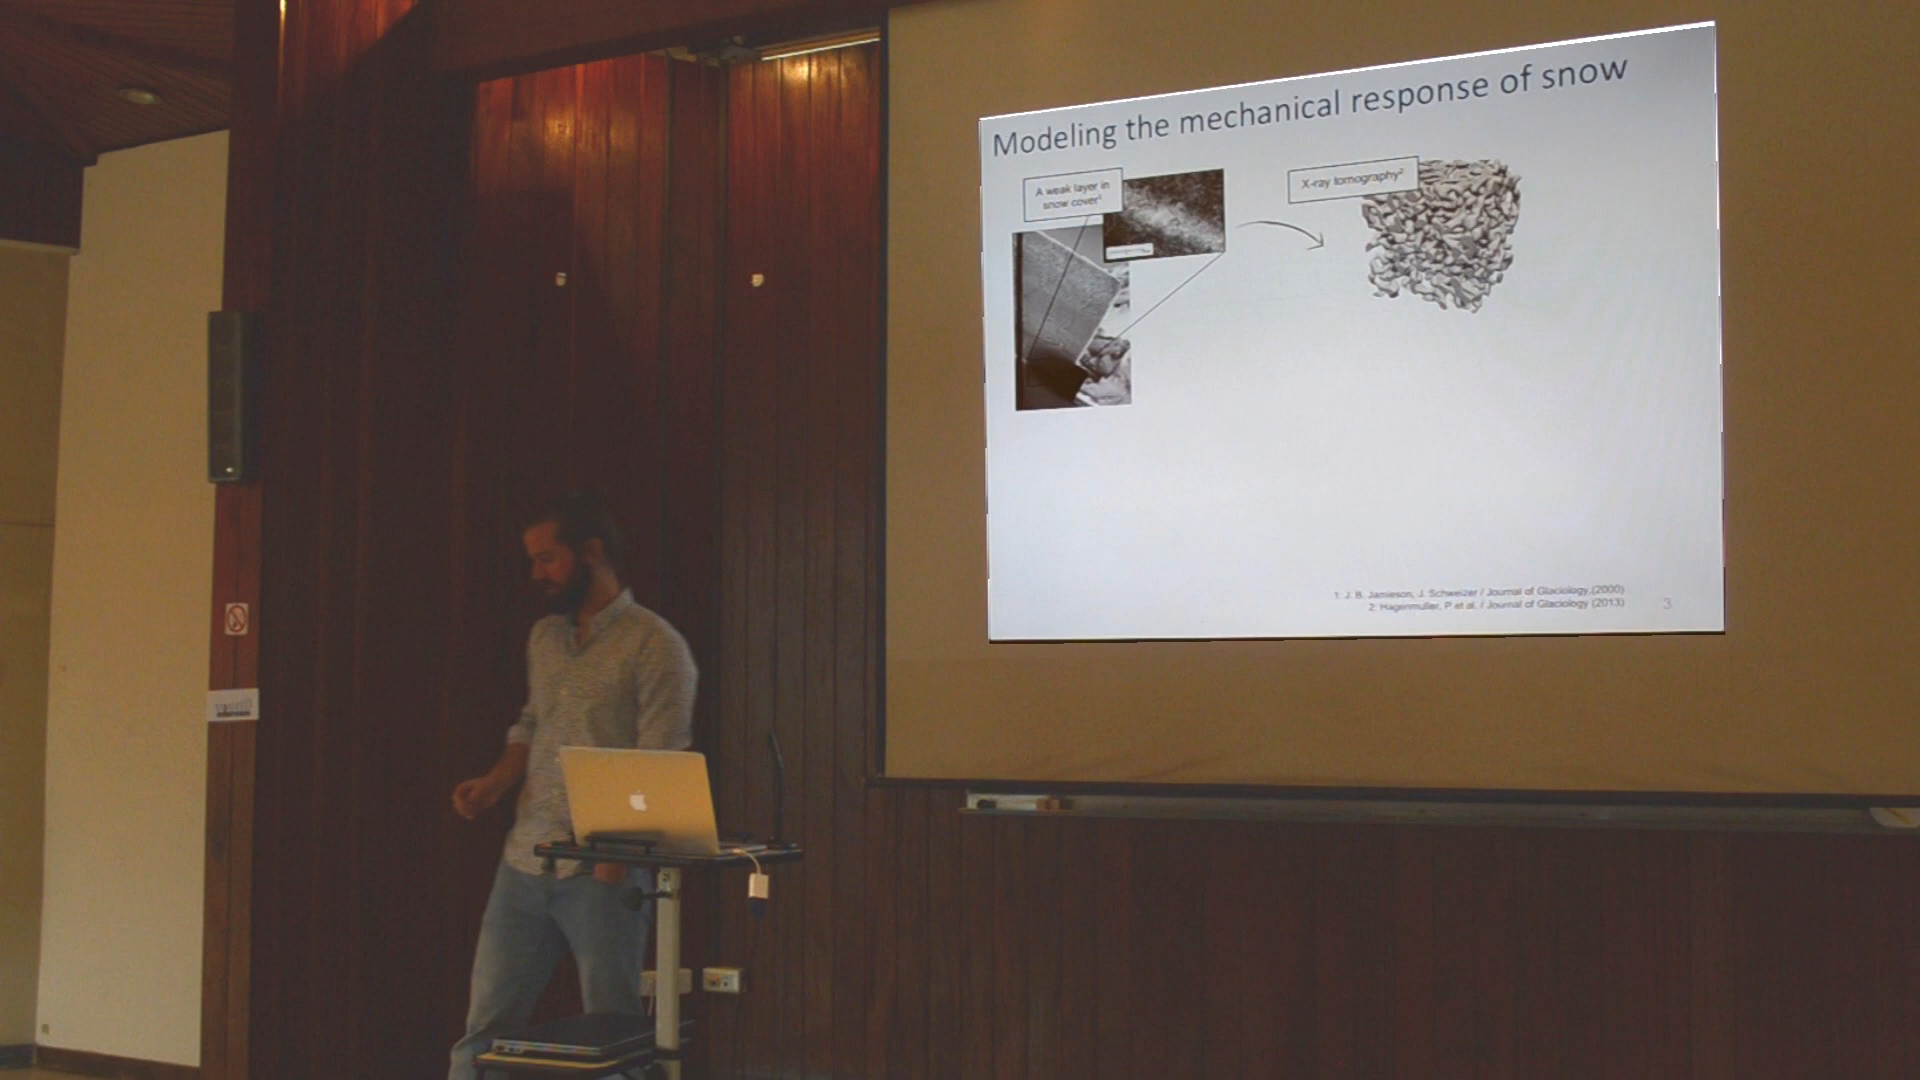 Modeling the mechanical response of snow
A weak layer in
snow cover¹
X-ray tomography²
1: J. B. Jamieson, J. Schweizer / Journal of Glaciology (2000)
2: Hagenmuller, P et al. / Journal of Glaciology (2013)
3